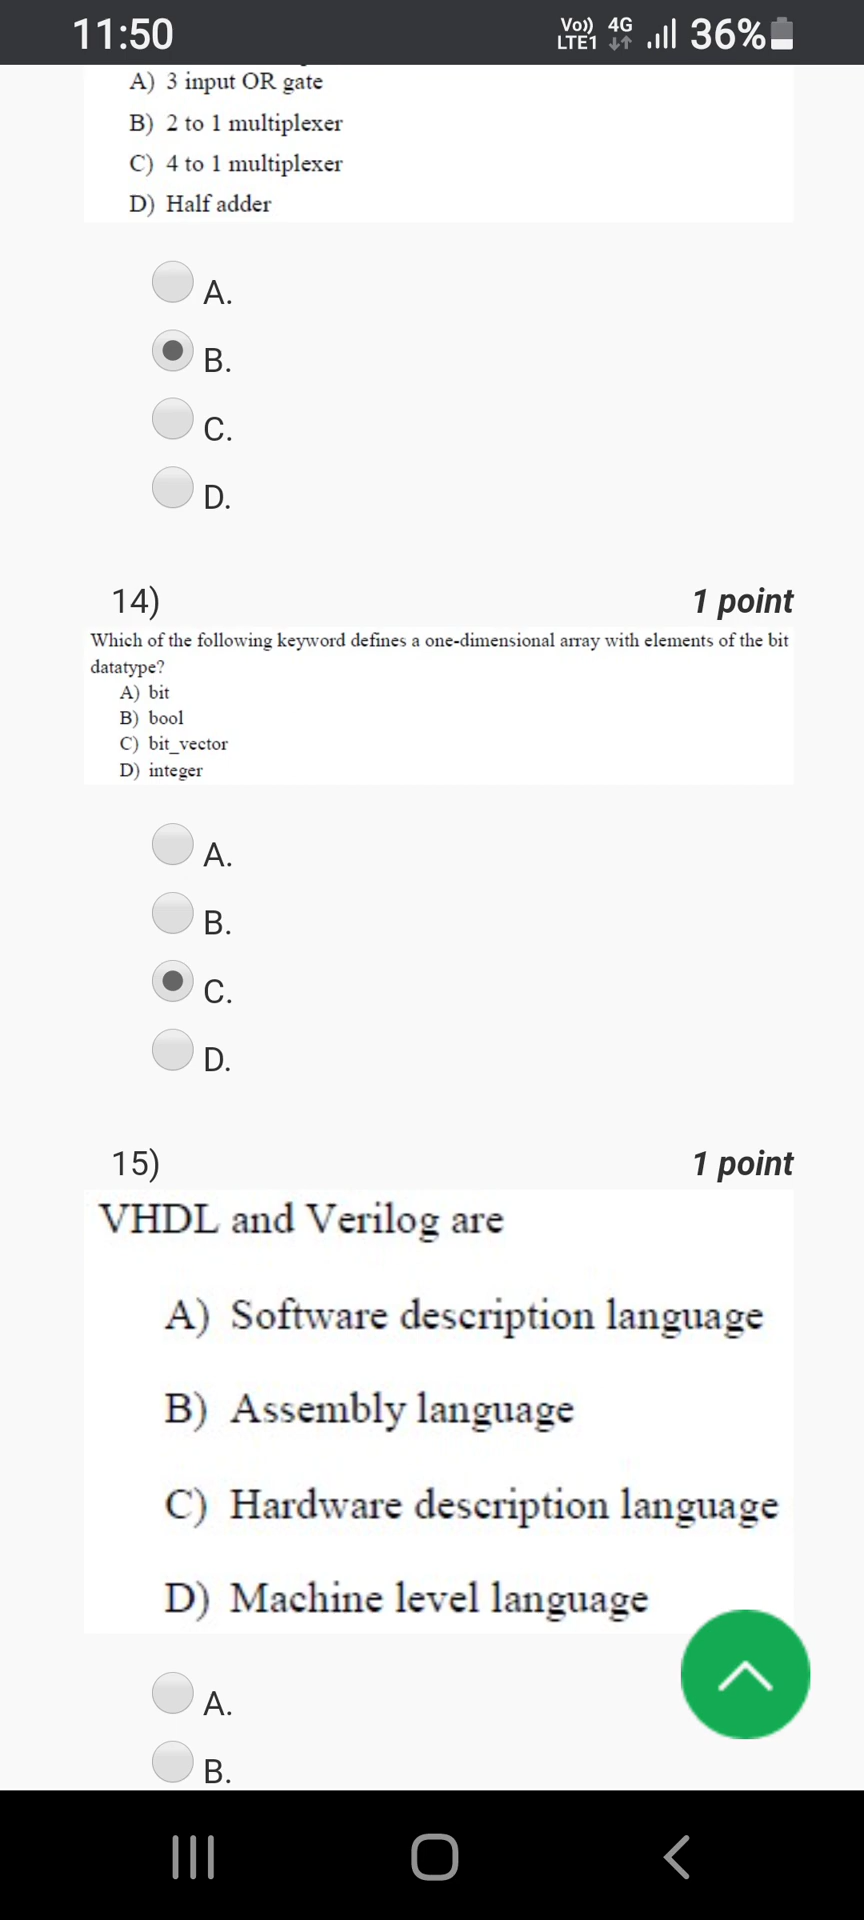 11:50
Vo)) 4G
LTE1
36%
A) 3 input OR gate
B) 2 to 1 multiplexer
C) 4 to 1 multiplexer
D) Half adder
A.
B.
C.
D.
14)
1 point
Which of the following keyword defines a one-dimensional array with elements of the bit
datatype?
A) bit
B) bool
C) bit_vector
D) integer
A.
B.
C.
D.
15)
1 point
VHDL and Verilog are
A) Software description language
B) Assembly language
C) Hardware description language
D) Machine level language
A.
B.